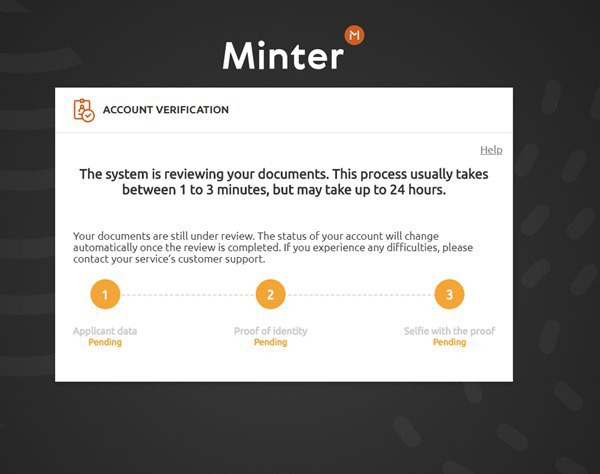 Minter M
ACCOUNT VERIFICATION
Help
The system is reviewing your documents. This process usually takes
between 1 to 3 minutes, but may take up to 24 hours.
Your documents are still under review. The status of your account will change
automatically once the review is completed. If you experience any difficulties, please
contact your service's customer support.
1 2 3
Applicant data Proof of identity Selfie with the proof
Pending Pending Pending